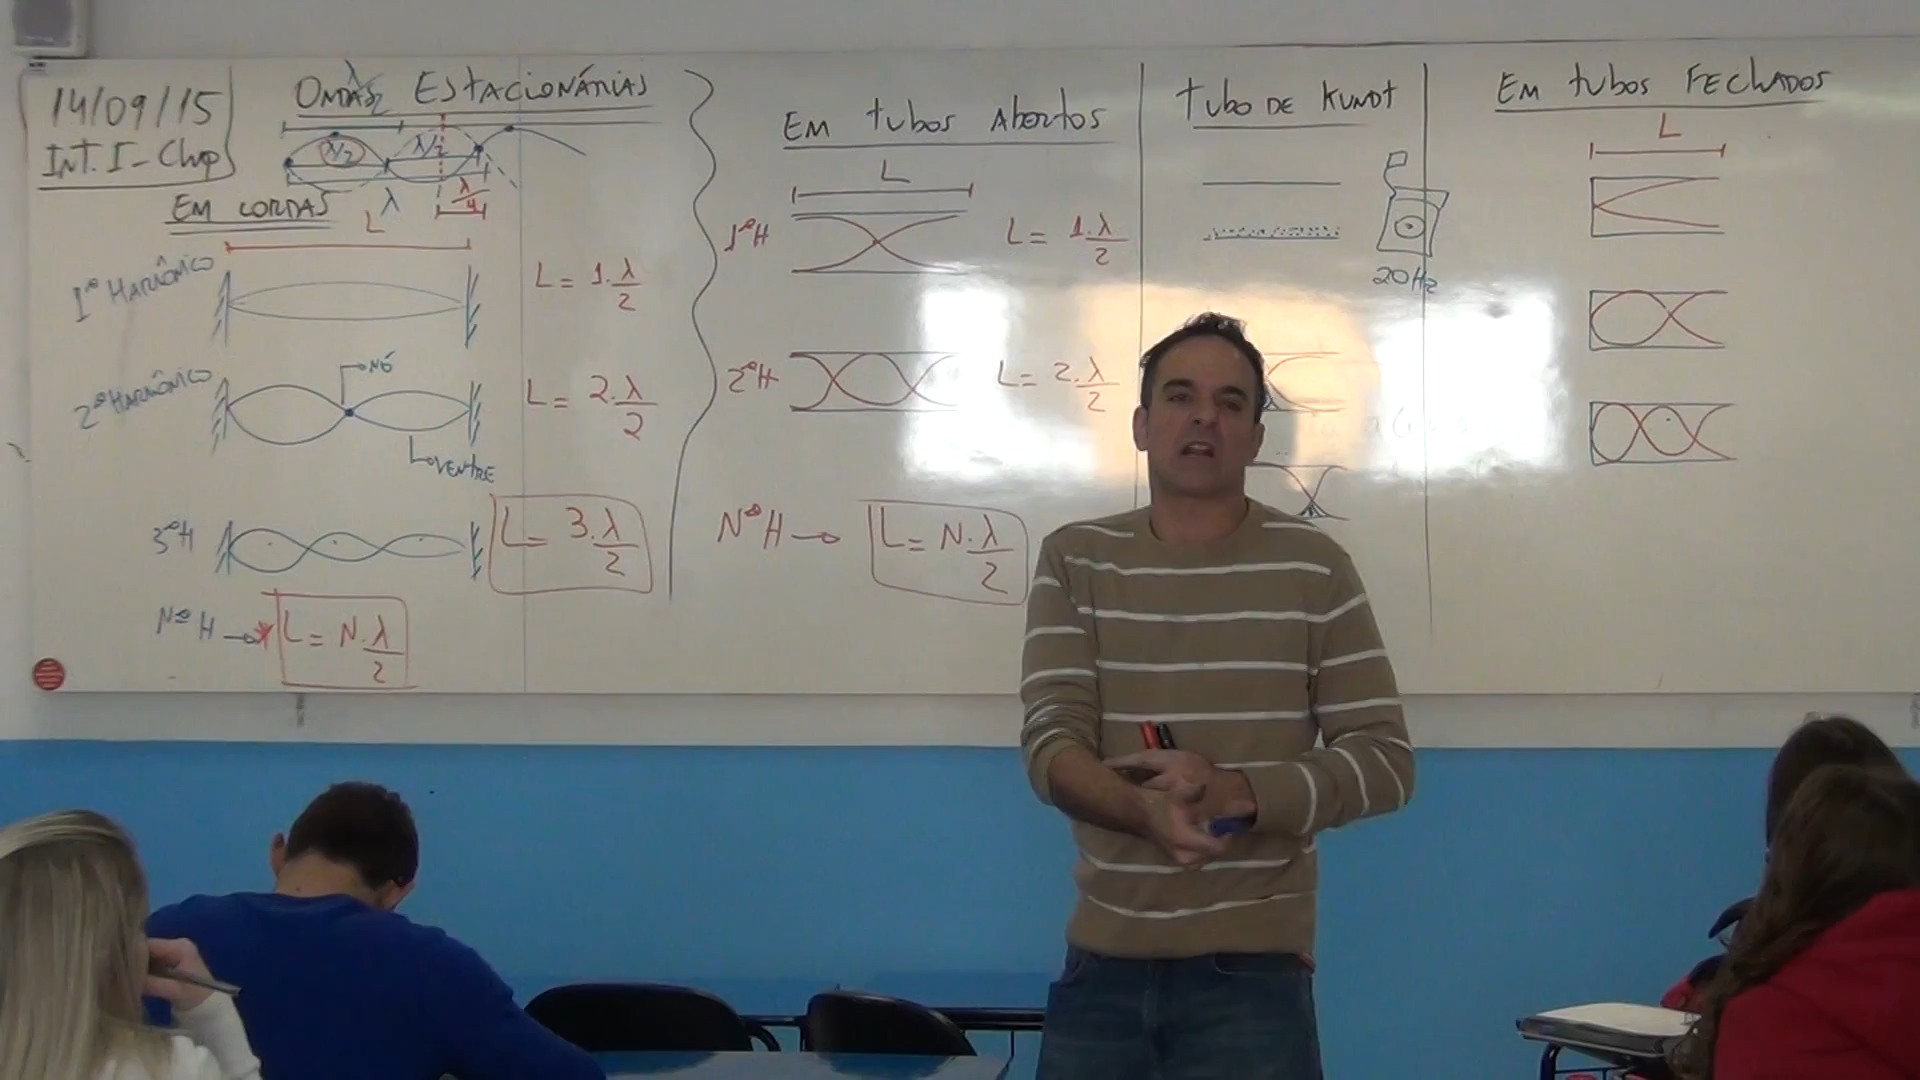 14/09/15
INT. I - Chop
ONDAS ESTACIONÁRIAS
λ
λ/2
λ/2
λ
λ/4
EM CORDAS
L
1º HARMÔNICO
L = 1.λ/2
2º HARMÔNICO
NÓ
VENTRE
L = 2.λ/2
3º H
L = 3.λ/2
Nº H → * L = N.λ/2
EM tubos Abertos
L
1º H
L = 1.λ/2
2º H
L = 2.λ/2
Nº H → L = N.λ/2
tubo DE KUNDT
20Hz
EM tubos FECHADOS
L